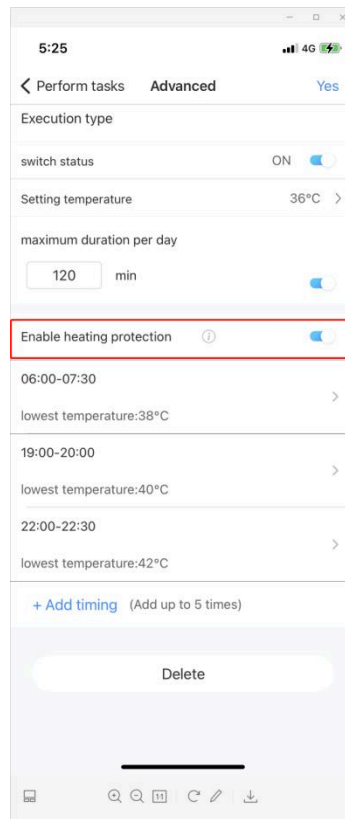 5:25
4G
Perform tasks Advanced Yes
Execution type
switch status ON
Setting temperature 36°C
maximum duration per day
120 min
Enable heating protection
06:00-07:30
lowest temperature:38°C
19:00-20:00
lowest temperature:40°C
22:00-22:30
lowest temperature:42°C
+ Add timing (Add up to 5 times)
Delete